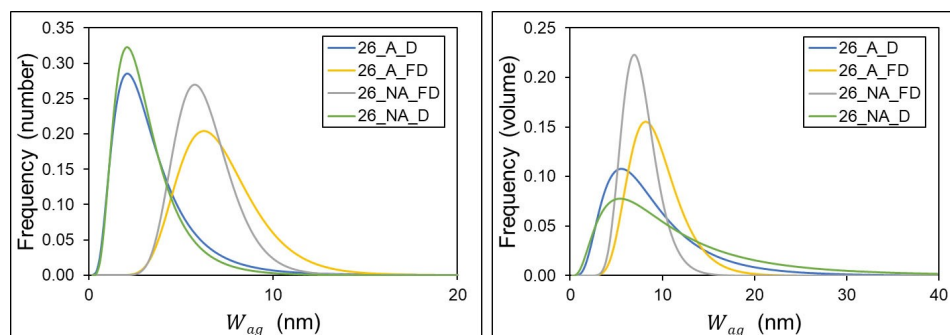 Frequency (number)
0.35
0.30
0.25
0.20
0.15
0.10
0.05
0.00
26_A_D
26_A_FD
26_NA_FD
26_NA_D
0
10
20
W_ag (nm)
Frequency (volume)
0.25
0.20
0.15
0.10
0.05
0.00
26_A_D
26_A_FD
26_NA_FD
26_NA_D
0
10
20
30
40
W_ag (nm)